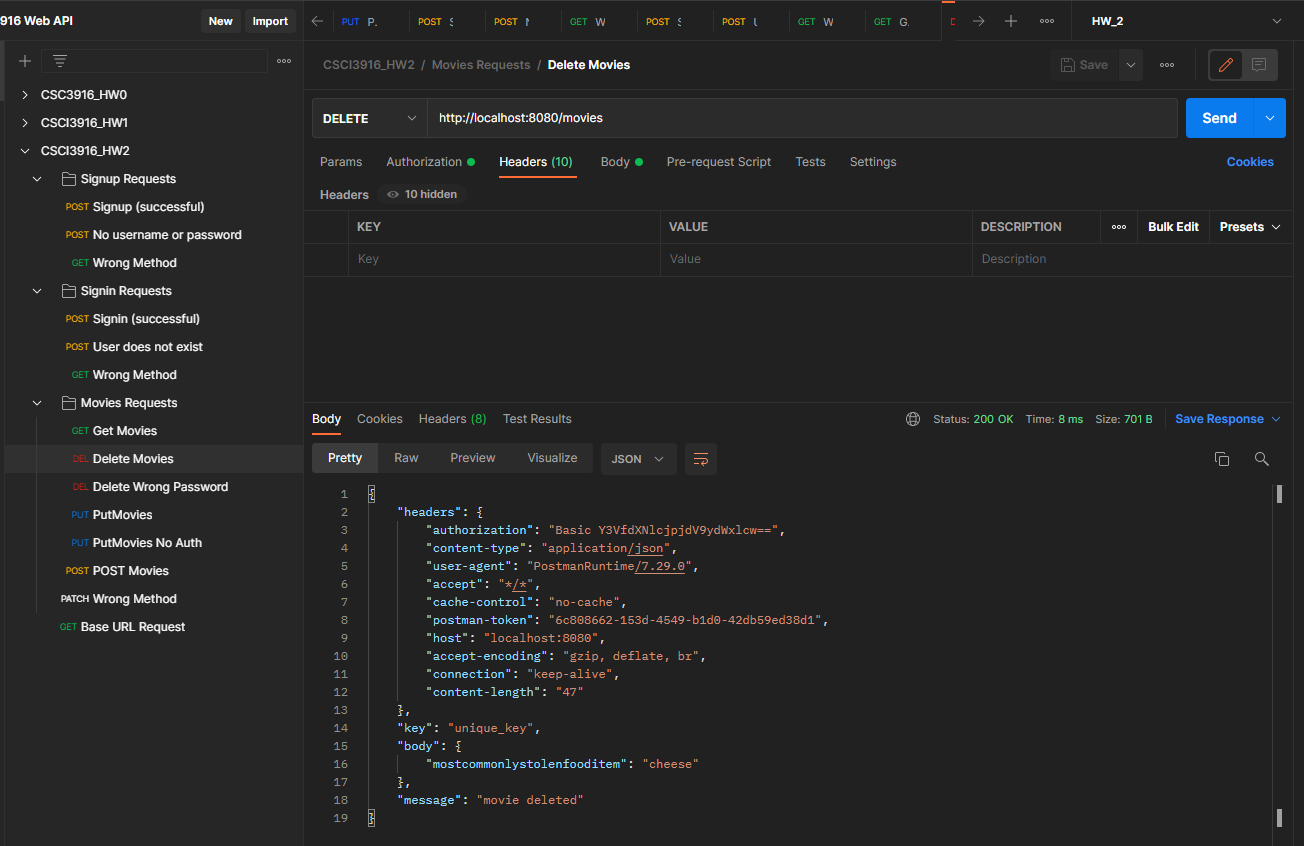 916 Web API New Import PUT P. POST POST GET W POST POST GET W GET G. HW_2
CSCI3916_HW2 / Movies Requests / Delete Movies Save
CSC3916_HW0
CSCI3916_HW1
CSCI3916_HW2
Signup Requests
POST Signup (successful)
POST No username or password
GET Wrong Method
Signin Requests
POST Signin (successful)
POST User does not exist
GET Wrong Method
Movies Requests
GET Get Movies
DEL Delete Movies
DEL Delete Wrong Password
PUT PutMovies
PUT PutMovies No Auth
POST POST Movies
PATCH Wrong Method
GET Base URL Request
DELETE http://localhost:8080/movies Send
Params Authorization Headers (10) Body Pre-request Script Tests Settings Cookies
Headers 10 hidden
KEY VALUE DESCRIPTION Bulk Edit Presets
Key Value Description
Body Cookies Headers (8) Test Results Status: 200 OK Time: 8 ms Size: 701 B Save Response
Pretty Raw Preview Visualize JSON
1 {
2 "headers": {
3 "authorization": "Basic Y3VfdXNlcjpjdV9ydWxlcw==",
4 "content-type": "application/json",
5 "user-agent": "PostmanRuntime/7.29.0",
6 "accept": "*/*",
7 "cache-control": "no-cache",
8 "postman-token": "6c808662-153d-4549-b1d0-42db59ed38d1",
9 "host": "localhost:8080",
10 "accept-encoding": "gzip, deflate, br",
11 "connection": "keep-alive",
12 "content-length": "47"
13 },
14 "key": "unique_key",
15 "body": {
16 "mostcommonlystolenfooditem": "cheese"
17 },
18 "message": "movie deleted"
19 }